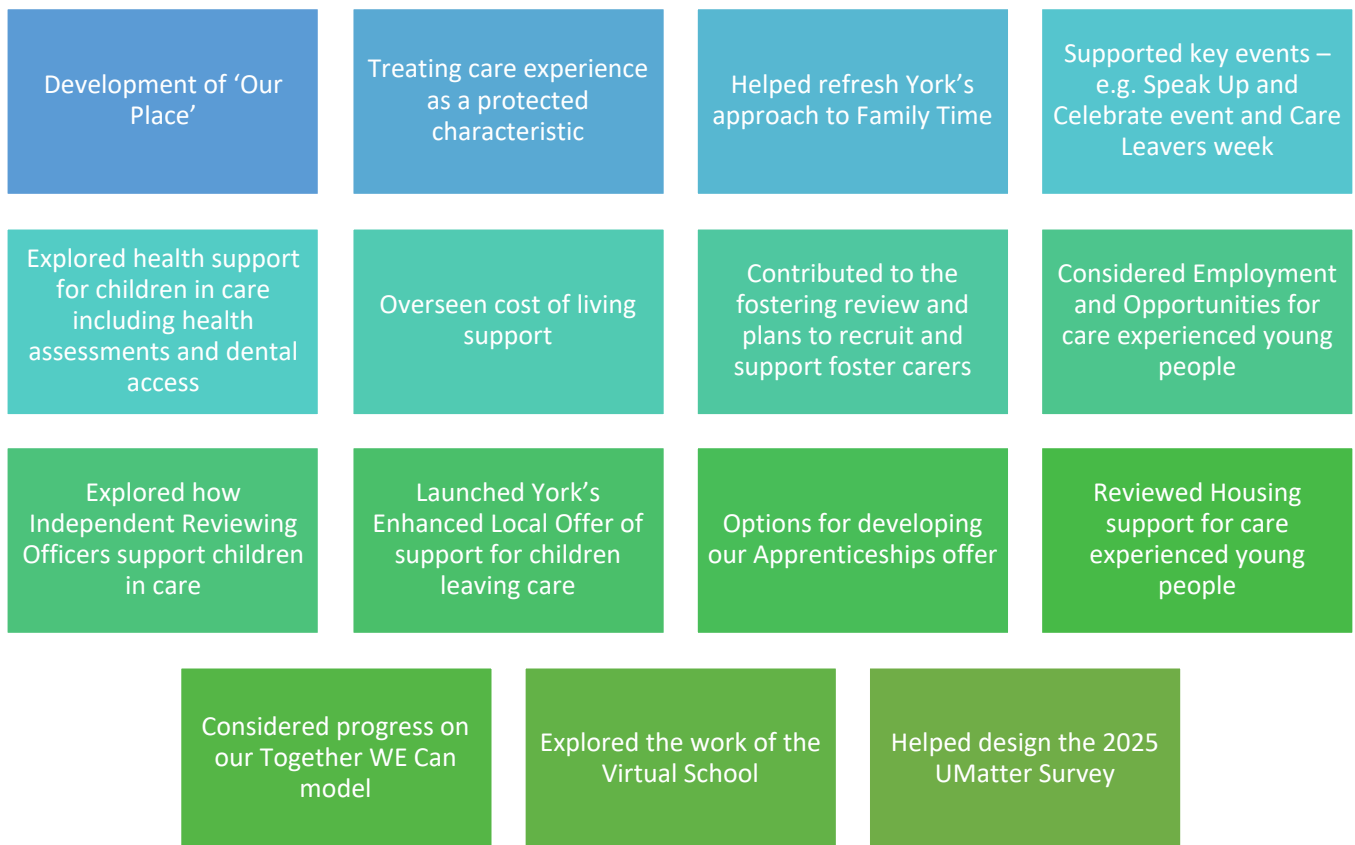 Development of ‘Our
Place’
Treating care experience
as a protected
characteristic
Helped refresh York’s
approach to Family Time
Supported key events –
e.g. Speak Up and
Celebrate event and Care
Leavers week
Explored health support
for children in care
including health
assessments and dental
access
Overseen cost of living
support
Contributed to the
fostering review and
plans to recruit and
support foster carers
Considered Employment
and Opportunities for
care experienced young
people
Explored how
Independent Reviewing
Officers support children
in care
Launched York’s
Enhanced Local Offer of
support for children
leaving care
Options for developing
our Apprenticeships offer
Reviewed Housing
support for care
experienced young
people
Considered progress on
our Together WE Can
model
Explored the work of the
Virtual School
Helped design the 2025
UMatter Survey